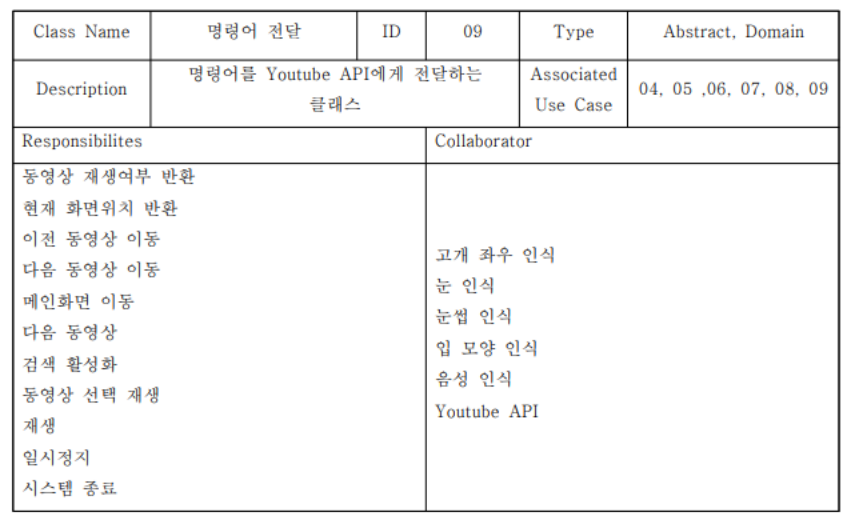 Class Name 명령어 전달 ID 09 Type Abstract, Domain
Description 명령어를 Youtube API에게 전달하는 클래스 Associated Use Case 04, 05 ,06, 07, 08, 09
Responsibilites Collaborator
동영상 재생여부 반환
현재 화면위치 반환
이전 동영상 이동
다음 동영상 이동
메인화면 이동
다음 동영상
검색 활성화
동영상 선택 재생
재생
일시정지
시스템 종료
고개 좌우 인식
눈 인식
눈썹 인식
입 모양 인식
음성 인식
Youtube API